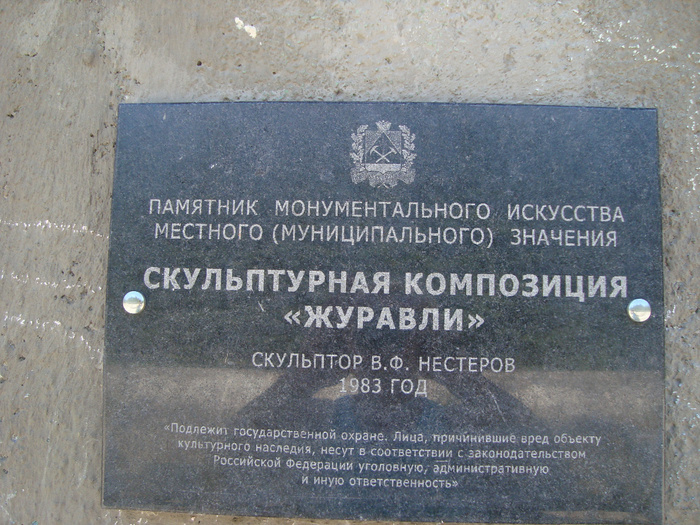 ПАМЯТНИК МОНУМЕНТАЛЬНОГО ИСКУССТВА
МЕСТНОГО (МУНИЦИПАЛЬНОГО) ЗНАЧЕНИЯ
СКУЛЬПТУРНАЯ КОМПОЗИЦИЯ
«ЖУРАВЛИ»
СКУЛЬПТОР В.Ф. НЕСТЕРОВ
1983 ГОД
«Подлежит государственной охране. Лица, причинившие вред объекту
культурного наследия, несут в соответствии с законодательством
Российской Федерации уголовную, административную
и иную ответственность»